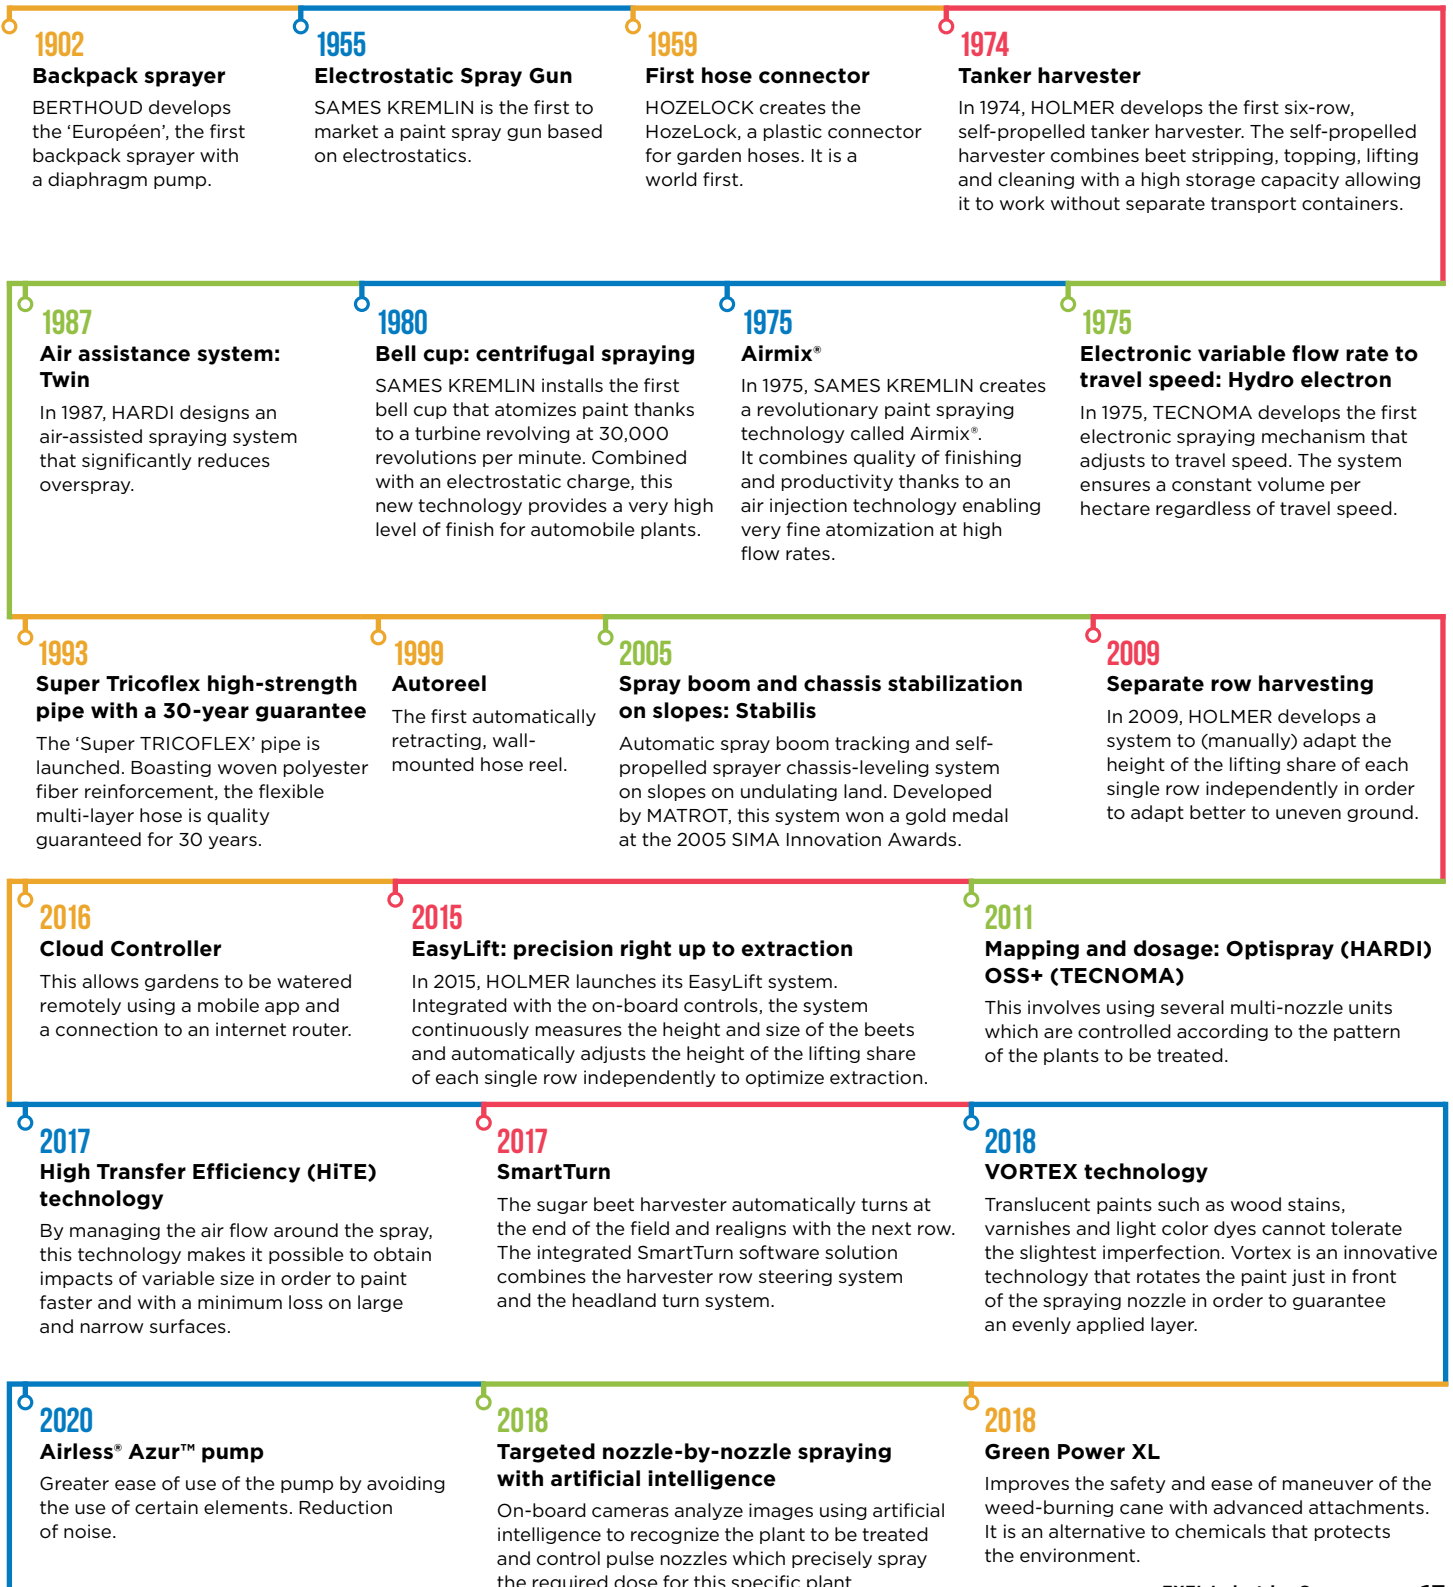 1902
Backpack sprayer
BERTHOUD develops
the ‘Européen’, the first
backpack sprayer with
a diaphragm pump.
1955
Electrostatic Spray Gun
SAMES KREMLIN is the first to
market a paint spray gun based
on electrostatics.
1959
First hose connector
HOZELOCK creates the
HozeLock, a plastic connector
for garden hoses. It is a
world first.
1974
Tanker harvester
In 1974, HOLMER develops the first six-row,
self-propelled tanker harvester. The self-propelled
harvester combines beet stripping, topping, lifting
and cleaning with a high storage capacity allowing
it to work without separate transport containers.
1987
Air assistance system:
Twin
In 1987, HARDI designs an
air-assisted spraying system
that significantly reduces
overspray.
1980
Bell cup: centrifugal spraying
SAMES KREMLIN installs the first
bell cup that atomizes paint thanks
to a turbine revolving at 30,000
revolutions per minute. Combined
with an electrostatic charge, this
new technology provides a very high
level of finish for automobile plants.
1975
Airmix®
In 1975, SAMES KREMLIN creates
a revolutionary paint spraying
technology called Airmix®.
It combines quality of finishing
and productivity thanks to an
air injection technology enabling
very fine atomization at high
flow rates.
1975
Electronic variable flow rate to
travel speed: Hydro electron
In 1975, TECNOMA develops the first
electronic spraying mechanism that
adjusts to travel speed. The system
ensures a constant volume per
hectare regardless of travel speed.
1993
Super Tricoflex high-strength
pipe with a 30-year guarantee
The ‘Super TRICOFLEX’ pipe is
launched. Boasting woven polyester
fiber reinforcement, the flexible
multi-layer hose is quality
guaranteed for 30 years.
1999
Autoreel
The first automatically
retracting, wall-
mounted hose reel.
2005
Spray boom and chassis stabilization
on slopes: Stabilis
Automatic spray boom tracking and self-
propelled sprayer chassis-leveling system
on slopes on undulating land. Developed
by MATROT, this system won a gold medal
at the 2005 SIMA Innovation Awards.
2009
Separate row harvesting
In 2009, HOLMER develops a
system to (manually) adapt the
height of the lifting share of each
single row independently in order
to adapt better to uneven ground.
2016
Cloud Controller
This allows gardens to be watered
remotely using a mobile app and
a connection to an internet router.
2015
EasyLift: precision right up to extraction
In 2015, HOLMER launches its EasyLift system.
Integrated with the on-board controls, the system
continuously measures the height and size of the beets
and automatically adjusts the height of the lifting share
of each single row independently to optimize extraction.
2011
Mapping and dosage: Optispray (HARDI)
OSS+ (TECNOMA)
This involves using several multi-nozzle units
which are controlled according to the pattern
of the plants to be treated.
2017
High Transfer Efficiency (HiTE)
technology
By managing the air flow around the spray,
this technology makes it possible to obtain
impacts of variable size in order to paint
faster and with a minimum loss on large
and narrow surfaces.
2017
SmartTurn
The sugar beet harvester automatically turns at
the end of the field and realigns with the next row.
The integrated SmartTurn software solution
combines the harvester row steering system
and the headland turn system.
2018
VORTEX technology
Translucent paints such as wood stains,
varnishes and light color dyes cannot tolerate
the slightest imperfection. Vortex is an innovative
technology that rotates the paint just in front
of the spraying nozzle in order to guarantee
an evenly applied layer.
2020
Airless® Azur™ pump
Greater ease of use of the pump by avoiding
the use of certain elements. Reduction
of noise.
2018
Targeted nozzle-by-nozzle spraying
with artificial intelligence
On-board cameras analyze images using artificial
intelligence to recognize the plant to be treated
and control pulse nozzles which precisely spray
the required dose for this specific plant
2018
Green Power XL
Improves the safety and ease of maneuver of the
weed-burning cane with advanced attachments.
It is an alternative to chemicals that protects
the environment.